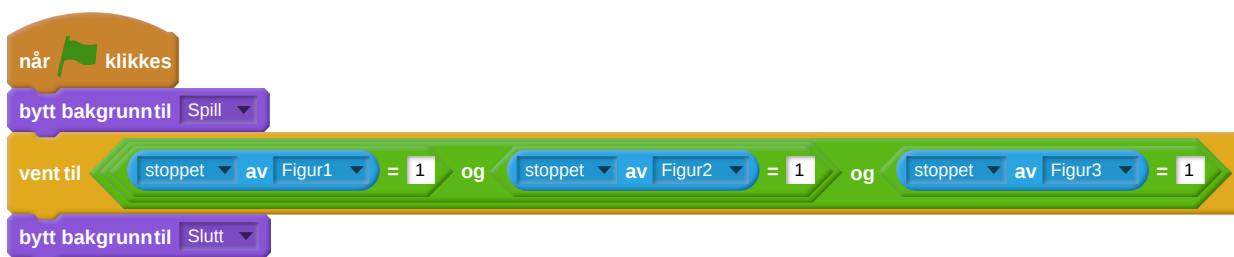 når klikkes
bytt bakgrunn til Spill
vent til stoppet av Figur1 = 1 og stoppet av Figur2 = 1 og stoppet av Figur3 = 1
bytt bakgrunn til Slutt